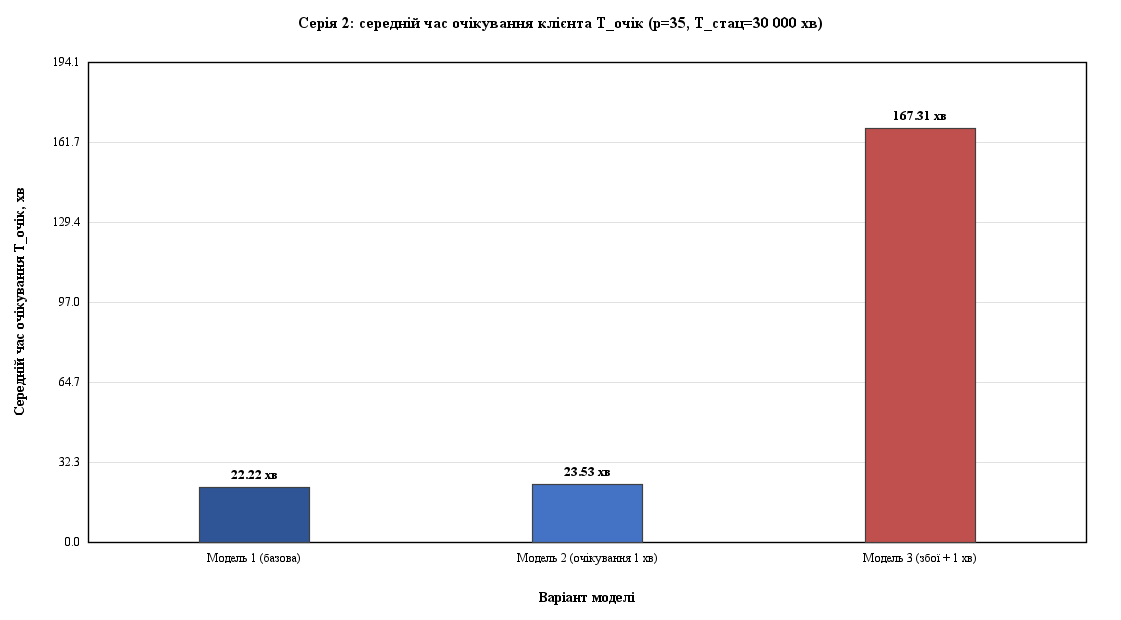 Серія 2: середній час очікування клієнта T_очік (p=35, T_стац=30 000 хв)
194.1
161.7
129.4
97.0
64.7
32.3
0.0
Середній час очікування T_очік, хв
22.22 хв
23.53 хв
167.31 хв
Модель 1 (базова)
Модель 2 (очікування 1 хв)
Модель 3 (збої + 1 хв)
Варіант моделі